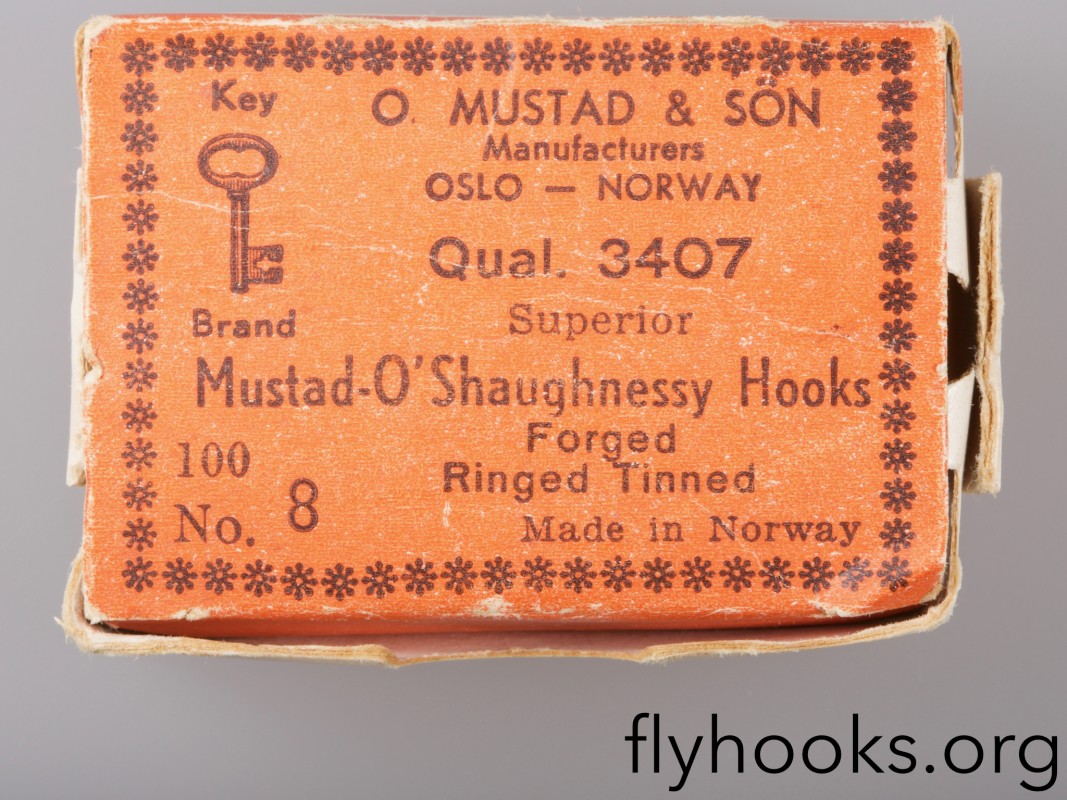 Key
O. MUSTAD & SÖN
Manufacturers
OSLO — NORWAY
Qual. 3407
Brand
Superior
Mustad-O'Shaughnessy Hooks
Forged
100
Ringed Tinned
No. 8
Made in Norway
flyhooks.org